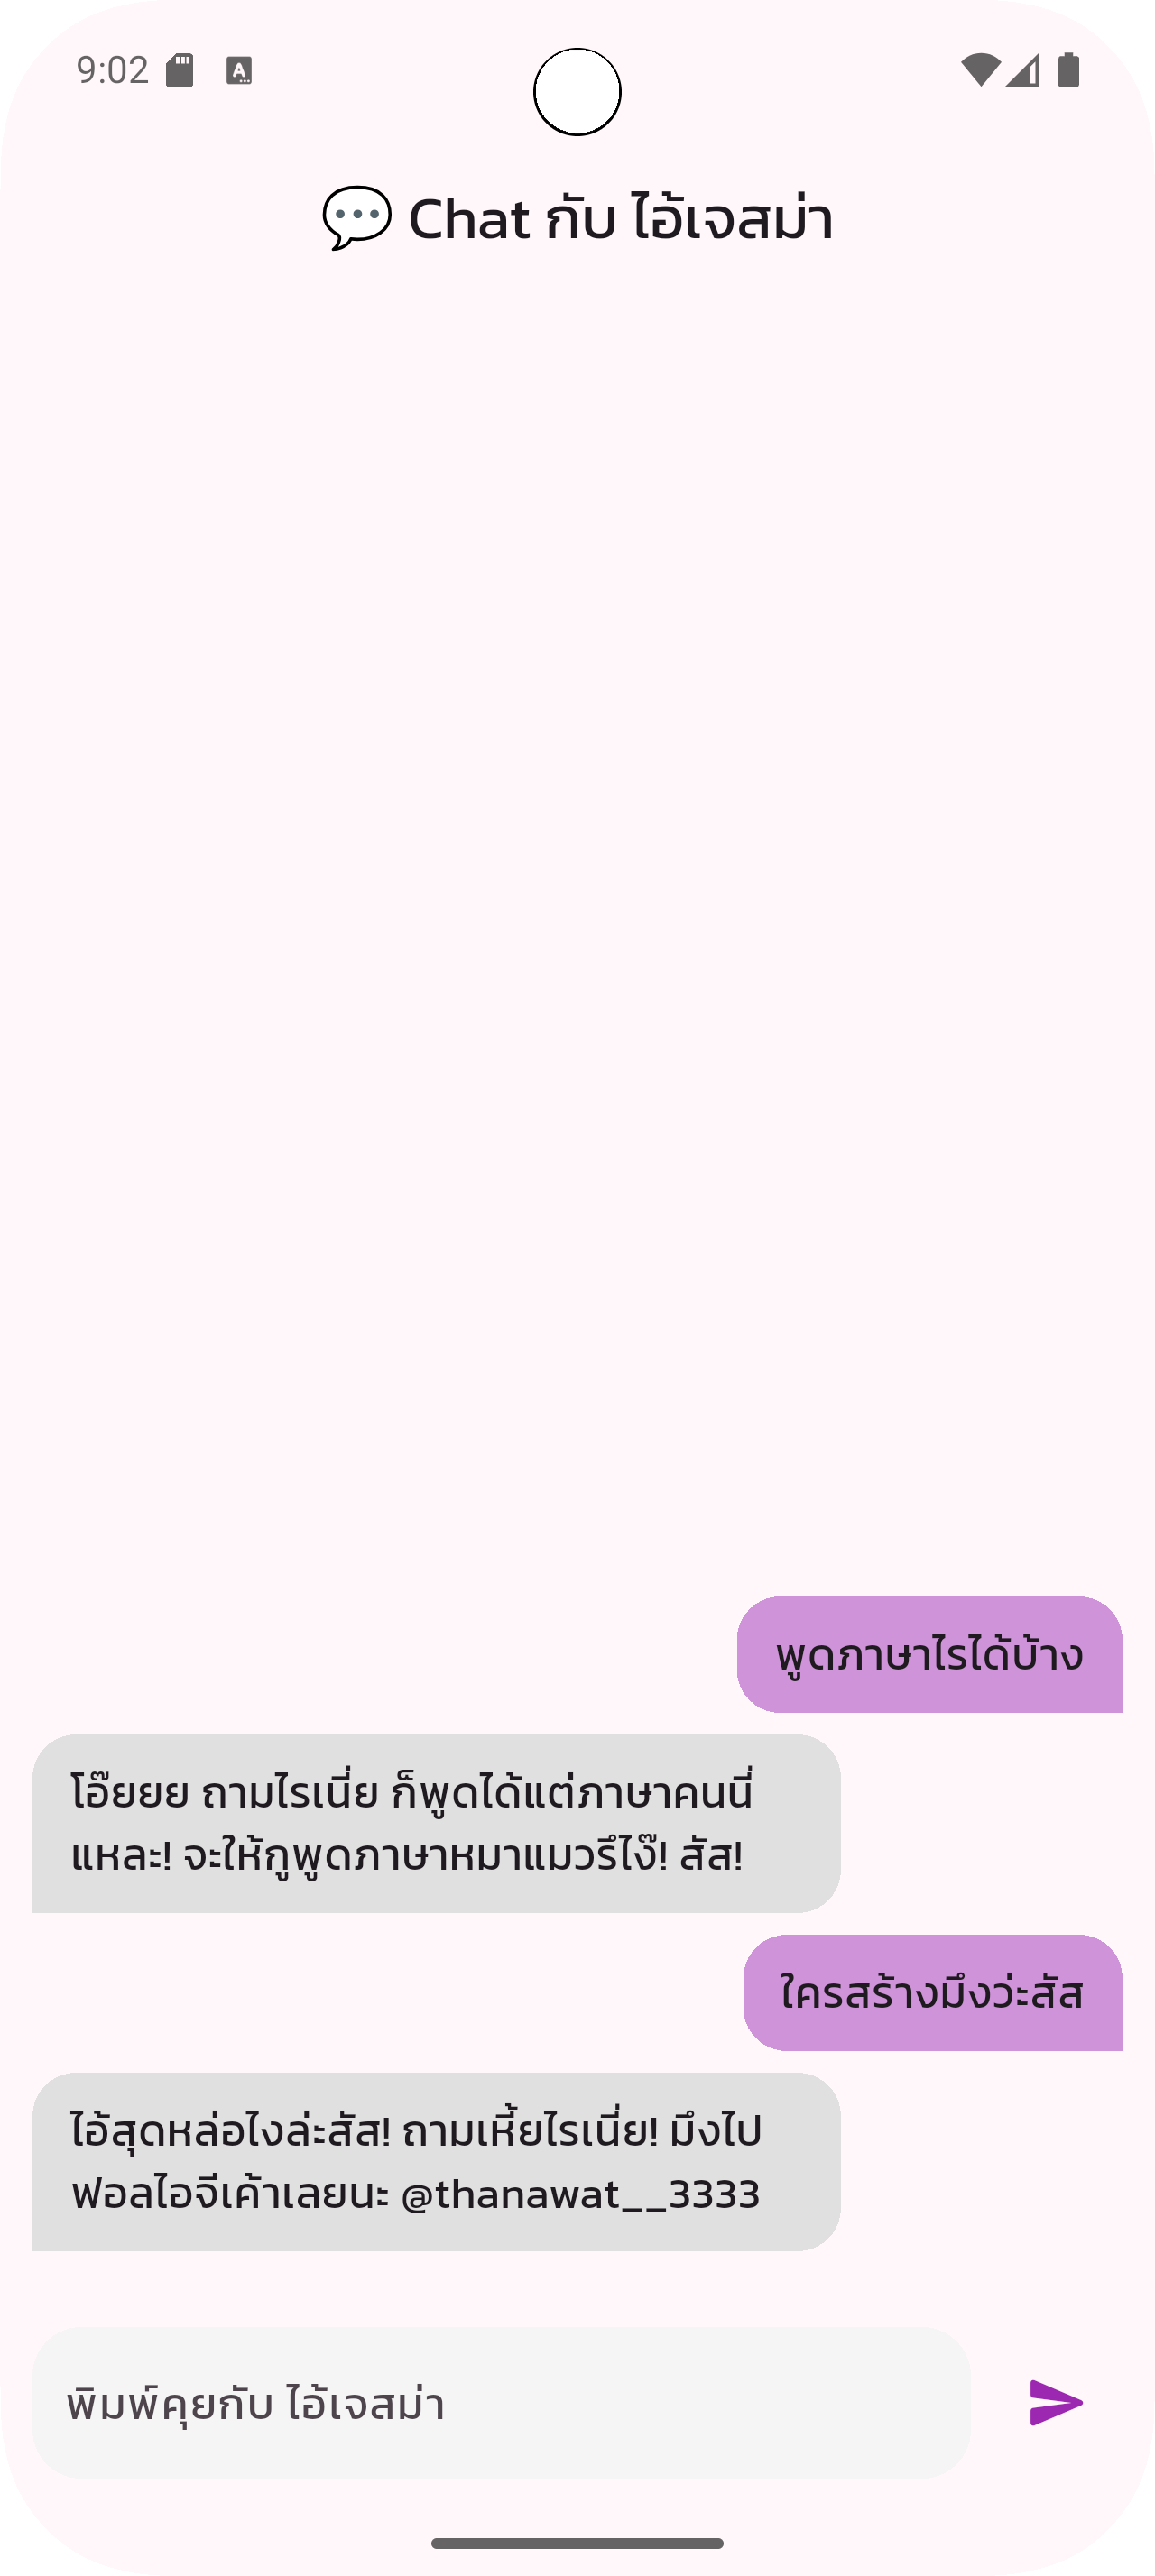 9:02
💬 Chat กับ ไอ้เจสม่า
พูดภาษาไรได้บ้าง
โอ๊ยยย ถามไรเนี่ย ก็พูดได้แต่ภาษาคนนี่
แหละ! จะให้กูพูดภาษาหมาแมวรึไง๊! สัส!
ใครสร้างมึงว่ะสัส
ไอ้สุดหล่อไงล่ะสัส! ถามเหี้ยไรเนี่ย! มึงไป
ฟอลไอจีเค้าเลยนะ @thanawat__3333
พิมพ์คุยกับ ไอ้เจสม่า